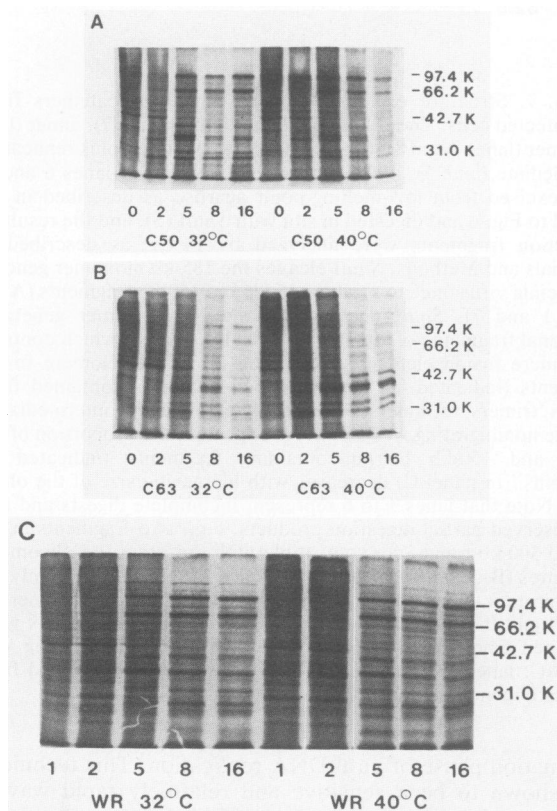 A
97.4 K
66.2 K
42.7 K
31.0 K
0 2 5 8 16 0 2 5 8 16
C50 32°C C50 40°C
B
97.4 K
66.2 K
42.7 K
31.0 K
0 2 5 8 16 0 2 5 8 16
C63 32°C C63 40°C
C
97.4 K
66.2 K
42.7 K
31.0 K
1 2 5 8 16 1 2 5 8 16
WR 32°C WR 40°C